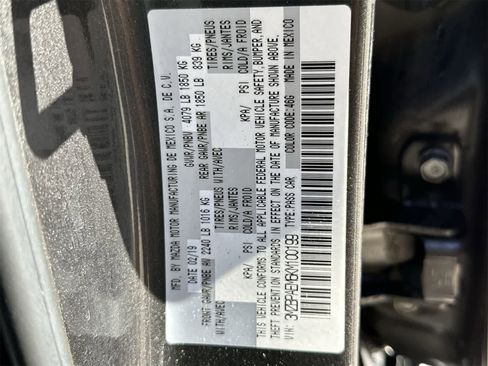 MFD BY MAZDA MOTOR MANUFACTURING DE MEXICO S.A. DE C.V.
DATE 02/19 GVWR/PNBV 4079 LB 1850 KG
FRONT GAWR/PNBE AV 2240 LB 1016 KG REAR GAWR/PNBE AR 1850 LB 839 KG
WITH/AVEC TIRES/PNEUS WITH/AVEC TIRES/PNEUS
RIMS/JANTES RIMS/JANTES
KPA/ PSI COLD/A FROID KPA/ PSI COLD/A FROID
THIS VEHICLE CONFORMS TO ALL APPLICABLE FEDERAL MOTOR VEHICLE SAFETY, BUMPER, AND
THEFT PREVENTION STANDARDS IN EFFECT ON THE DATE OF MANUFACTURE SHOWN ABOVE.
TYPE:PASS CAR COLOR CODE:46G MADE IN MEXICO
VIN: